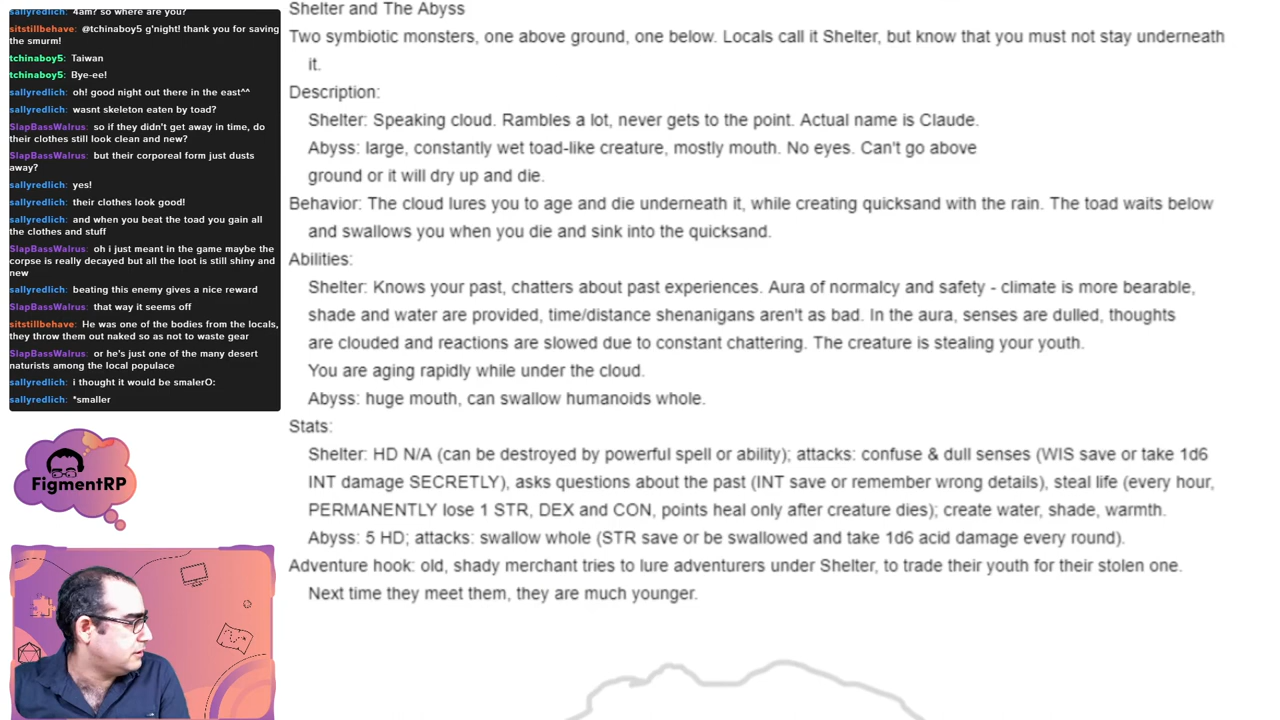 sallyredlich: 4am? so where are you?
sitstillbehave: @tchinaboy5 g'night! thank you for saving
the smurm!
tchinaboy5: Taiwan
tchinaboy5: Bye-ee!
sallyredlich: oh! good night out there in the east^^
sallyredlich: wasnt skeleton eaten by toad?
SlapBassWalrus: so if they didn't get away in time, do
their clothes still look clean and new?
SlapBassWalrus: but their corporeal form just dusts
away?
sallyredlich: yes!
sallyredlich: their clothes look good!
sallyredlich: and when you beat the toad you gain all
the clothes and stuff
SlapBassWalrus: oh i just meant in the game maybe the
corpse is really decayed but all the loot is still shiny and
new
sallyredlich: beating this enemy gives a nice reward
SlapBassWalrus: that way it seems off
sitstillbehave: He was one of the bodies from the locals,
they throw them out naked so as not to waste gear
SlapBassWalrus: or he's just one of the many desert
naturists among the local populace
sallyredlich: i thought it would be smalerO:
sallyredlich: *smaller
FigmentRP
Shelter and The Abyss
Two symbiotic monsters, one above ground, one below. Locals call it Shelter, but know that you must not stay underneath
it.
Description:
Shelter: Speaking cloud. Rambles a lot, never gets to the point. Actual name is Claude.
Abyss: large, constantly wet toad-like creature, mostly mouth. No eyes. Can't go above
ground or it will dry up and die.
Behavior: The cloud lures you to age and die underneath it, while creating quicksand with the rain. The toad waits below
and swallows you when you die and sink into the quicksand.
Abilities:
Shelter: Knows your past, chatters about past experiences. Aura of normalcy and safety - climate is more bearable,
shade and water are provided, time/distance shenanigans aren't as bad. In the aura, senses are dulled, thoughts
are clouded and reactions are slowed due to constant chattering. The creature is stealing your youth.
You are aging rapidly while under the cloud.
Abyss: huge mouth, can swallow humanoids whole.
Stats:
Shelter: HD N/A (can be destroyed by powerful spell or ability); attacks: confuse & dull senses (WIS save or take 1d6
INT damage SECRETLY), asks questions about the past (INT save or remember wrong details), steal life (every hour,
PERMANENTLY lose 1 STR, DEX and CON, points heal only after creature dies); create water, shade, warmth.
Abyss: 5 HD; attacks: swallow whole (STR save or be swallowed and take 1d6 acid damage every round).
Adventure hook: old, shady merchant tries to lure adventurers under Shelter, to trade their youth for their stolen one.
Next time they meet them, they are much younger.